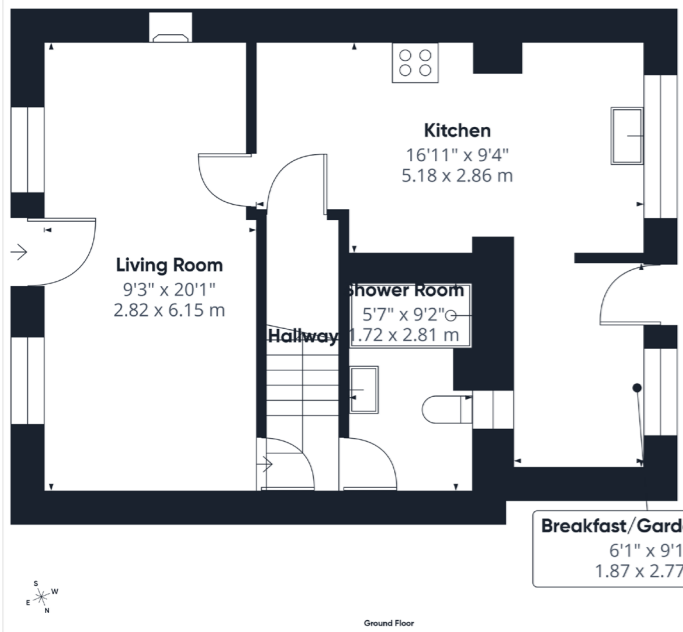 Kitchen
16'11" x 9'4"
5.18 x 2.86 m
Living Room
9'3" x 20'1"
2.82 x 6.15 m
Shower Room
5'7" x 9'2"
1.72 x 2.81 m
Hallway
Breakfast/Gard
6'1" x 9'1
1.87 x 2.77
S
W
E
N
Ground Floor